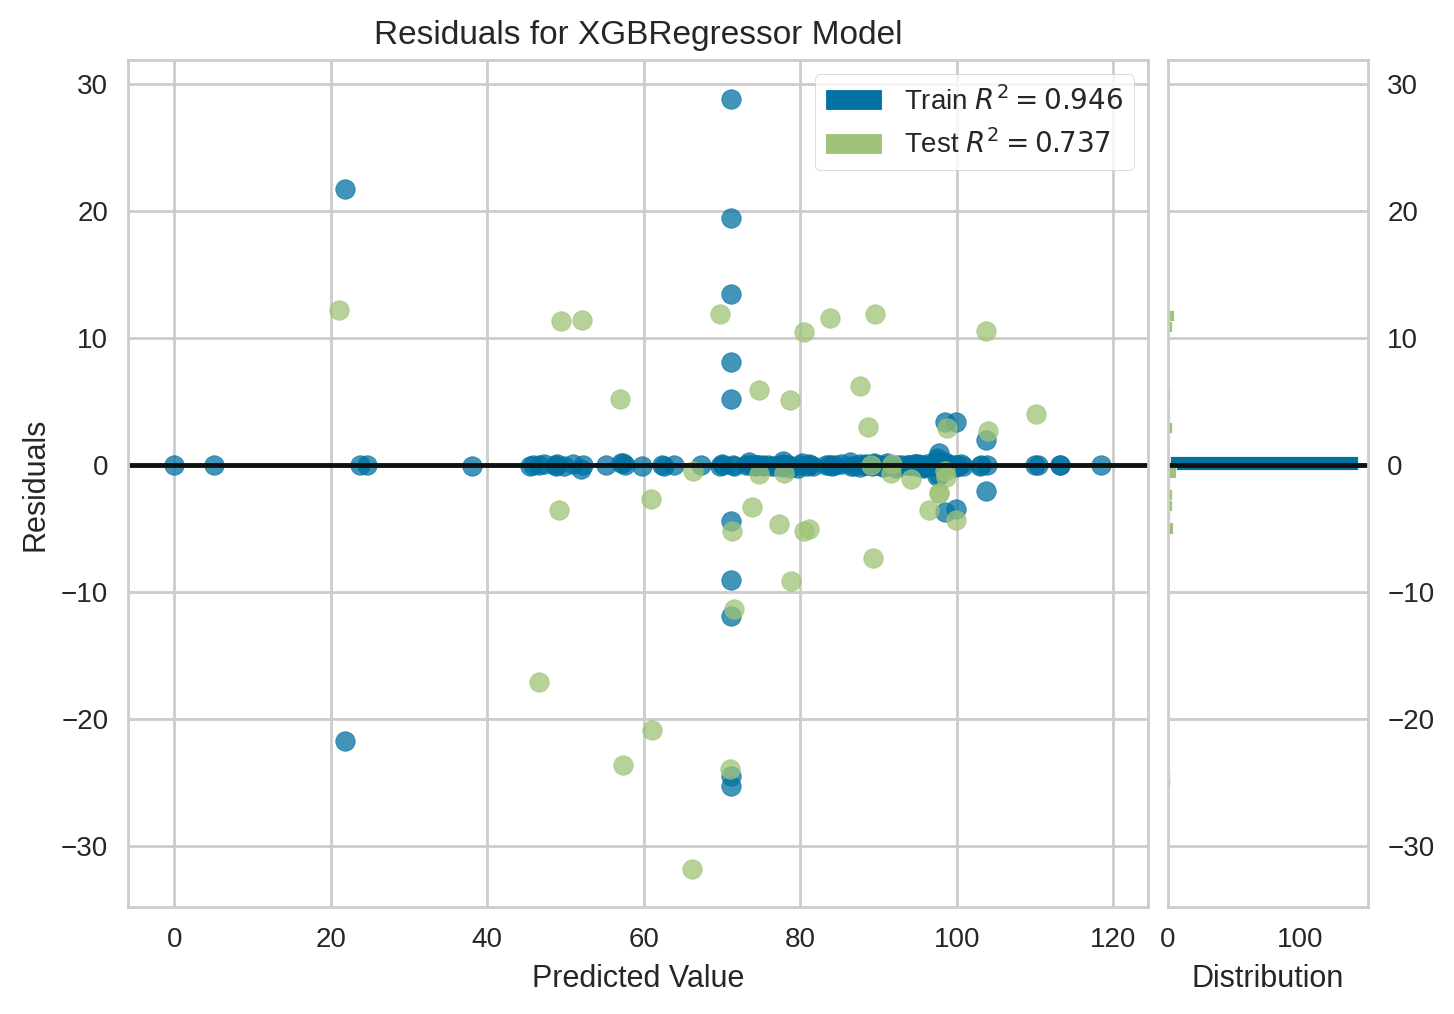 Residuals for XGBRegressor Model
Train R² = 0.946
Test R² = 0.737
Residuals
30
20
10
0
−10
−20
−30
30
20
10
0
−10
−20
−30
0 20 40 60 80 100 120
0 100
Predicted Value
Distribution